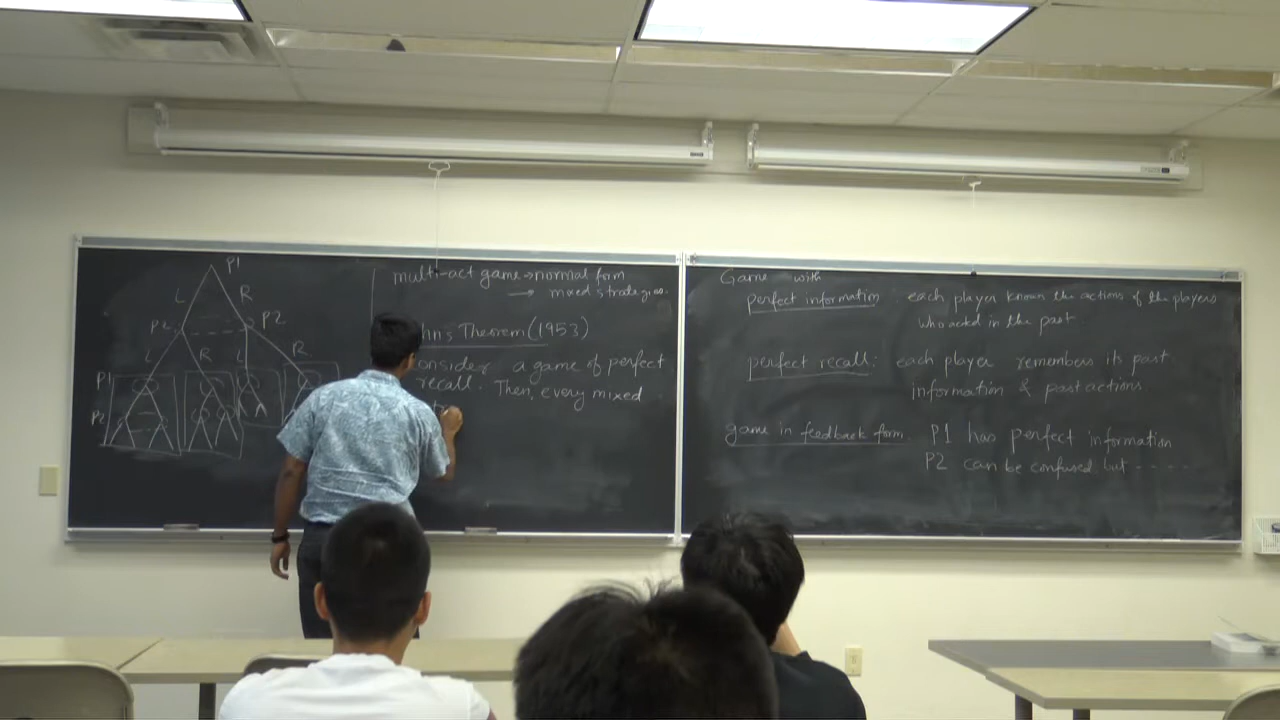 P1
L R
P2 P2
L R L R
P1
P2
multi-act game → normal form
→ mixed strategies.
hn's Theorem (1953)
onsider a game of perfect
recall. Then, every mixed
Game with
perfect information each player knows the actions of the players
who acted in the past
perfect recall: each player remembers its past
information & past actions.
game in feedback form P1 has perfect information
P2 can be confused but - - - - -